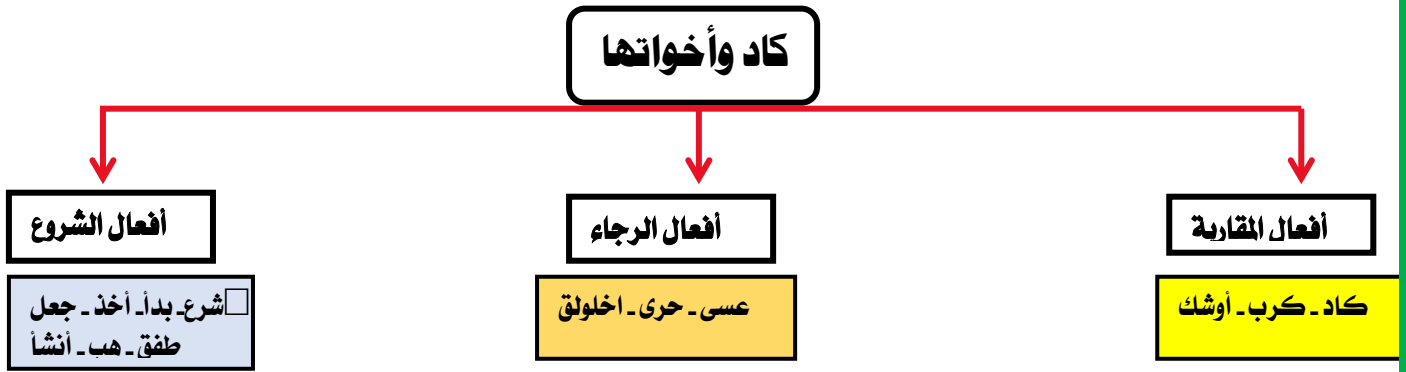 كاد وأخواتها
أفعال المقاربة
أفعال الرجاء
أفعال الشروع
كاد ـ كرب ـ أوشك
عسى ـ حرى ـ اخلولق
شرع ـ بدأ ـ أخذ ـ جعل
طفق ـ هب ـ أنشأ